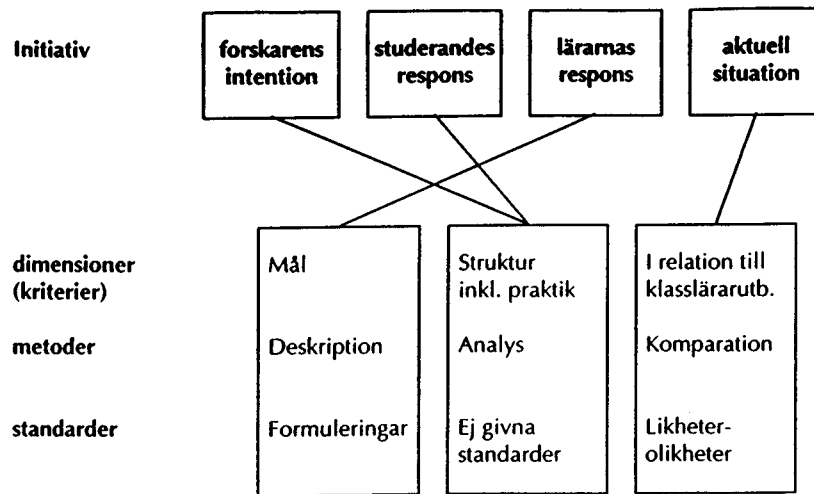 Initiativ
forskarens
intention
studerandes
respons
lärarnas
respons
aktuell
situation
dimensioner
(kriterier)
Mål
Struktur
inkl. praktik
I relation till
klasslärarutb.
metoder
Deskription
Analys
Komparation
standarder
Formuleringar
Ej givna
standarder
Likheter-
olikheter